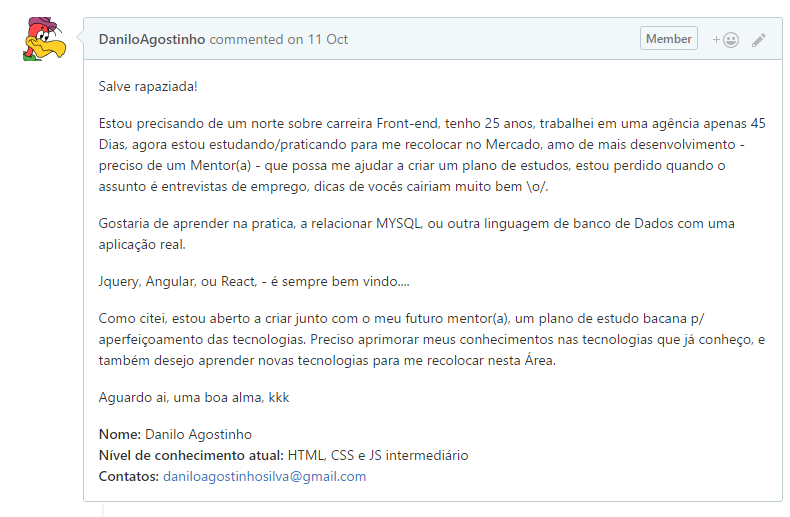 DaniloAgostinho commented on 11 Oct
Member
+
Salve rapaziada!
Estou precisando de um norte sobre carreira Front-end, tenho 25 anos, trabalhei em uma agência apenas 45
Dias, agora estou estudando/praticando para me recolocar no Mercado, amo de mais desenvolvimento -
preciso de um Mentor(a) - que possa me ajudar a criar um plano de estudos, estou perdido quando o
assunto é entrevistas de emprego, dicas de vocês cairiam muito bem \o/.
Gostaria de aprender na pratica, a relacionar MYSQL, ou outra linguagem de banco de Dados com uma
aplicação real.
Jquery, Angular, ou React, - é sempre bem vindo....
Como citei, estou aberto a criar junto com o meu futuro mentor(a), um plano de estudo bacana p/
aperfeiçoamento das tecnologias. Preciso aprimorar meus conhecimentos nas tecnologias que já conheço, e
também desejo aprender novas tecnologias para me recolocar nesta Área.
Aguardo ai, uma boa alma, kkk
Nome: Danilo Agostinho
Nível de conhecimento atual: HTML, CSS e JS intermediário
Contatos: daniloagostinhosilva@gmail.com